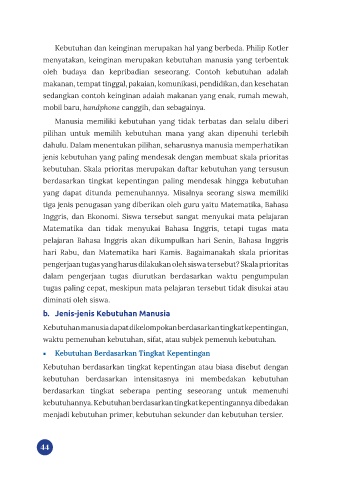 Kebutuhan dan keinginan merupakan hal yang berbeda. Philip Kotler
menyatakan, keinginan merupakan kebutuhan manusia yang terbentuk
oleh budaya dan kepribadian seseorang. Contoh kebutuhan adalah
makanan, tempat tinggal, pakaian, komunikasi, pendidikan, dan kesehatan
sedangkan contoh keinginan adalah makanan yang enak, rumah mewah,
mobil baru, handphone canggih, dan sebagainya.
Manusia memiliki kebutuhan yang tidak terbatas dan selalu diberi
pilihan untuk memilih kebutuhan mana yang akan dipenuhi terlebih
dahulu. Dalam menentukan pilihan, seharusnya manusia memperhatikan
jenis kebutuhan yang paling mendesak dengan membuat skala prioritas
kebutuhan. Skala prioritas merupakan daftar kebutuhan yang tersusun
berdasarkan tingkat kepentingan paling mendesak hingga kebutuhan
yang dapat ditunda pemenuhannya. Misalnya seorang siswa memiliki
tiga jenis penugasan yang diberikan oleh guru yaitu Matematika, Bahasa
Inggris, dan Ekonomi. Siswa tersebut sangat menyukai mata pelajaran
Matematika dan tidak menyukai Bahasa Inggris, tetapi tugas mata
pelajaran Bahasa Inggris akan dikumpulkan hari Senin, Bahasa Inggris
hari Rabu, dan Matematika hari Kamis. Bagaimanakah skala prioritas
pengerjaan tugas yang harus dilakukan oleh siswa tersebut? Skala prioritas
dalam pengerjaan tugas diurutkan berdasarkan waktu pengumpulan
tugas paling cepat, meskipun mata pelajaran tersebut tidak disukai atau
diminati oleh siswa.
b. Jenis-jenis Kebutuhan Manusia
Kebutuhan manusia dapat dikelompokan berdasarkan tingkat kepentingan,
waktu pemenuhan kebutuhan, sifat, atau subjek pemenuh kebutuhan.
• Kebutuhan Berdasarkan Tingkat Kepentingan
Kebutuhan berdasarkan tingkat kepentingan atau biasa disebut dengan
kebutuhan berdasarkan intensitasnya ini membedakan kebutuhan
berdasarkan tingkat seberapa penting seseorang untuk memenuhi
kebutuhannya. Kebutuhan berdasarkan tingkat kepentingannya dibedakan
menjadi kebutuhan primer, kebutuhan sekunder dan kebutuhan tersier.
44